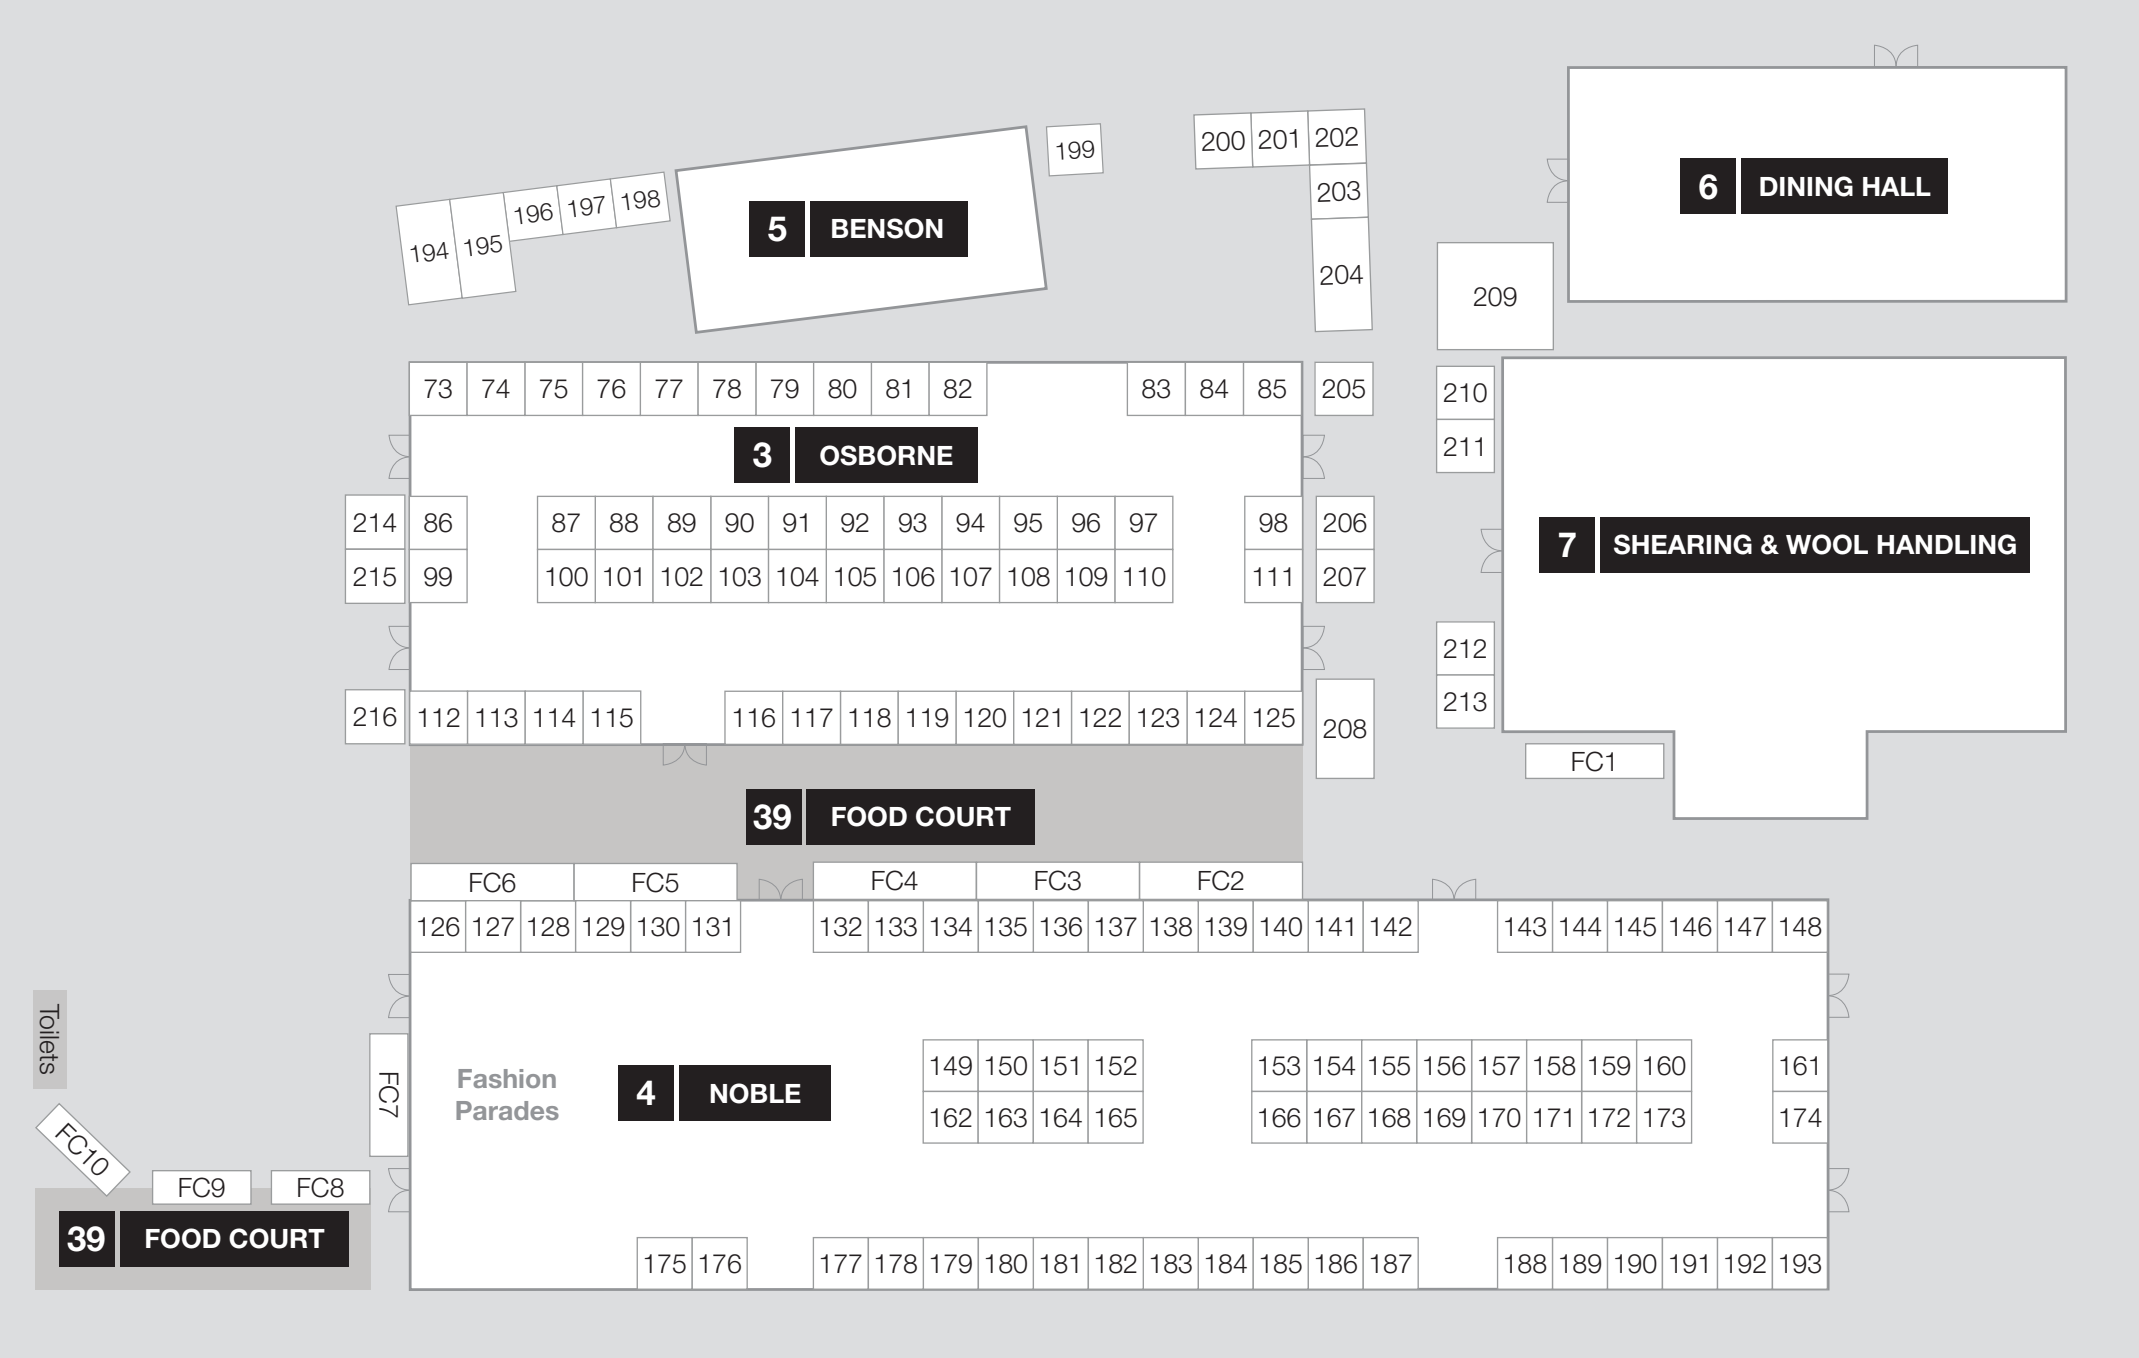 6 DINING HALL
199
200 201 202
203
204
194 195 196 197 198
5 BENSON
209
73 74 75 76 77 78 79 80 81 82 83 84 85 205
210
211
3 OSBORNE
214 86 87 88 89 90 91 92 93 94 95 96 97 98 206
215 99 100 101 102 103 104 105 106 107 108 109 110 111 207
7 SHEARING & WOOL HANDLING
212
213
216 112 113 114 115 116 117 118 119 120 121 122 123 124 125 208
FC1
39 FOOD COURT
FC6 FC5 FC4 FC3 FC2
126 127 128 129 130 131 132 133 134 135 136 137 138 139 140 141 142 143 144 145 146 147 148
Toilets
FC7
Fashion
Parades
4 NOBLE
149 150 151 152 153 154 155 156 157 158 159 160 161
162 163 164 165 166 167 168 169 170 171 172 173 174
FC10
FC9 FC8
39 FOOD COURT
175 176 177 178 179 180 181 182 183 184 185 186 187 188 189 190 191 192 193